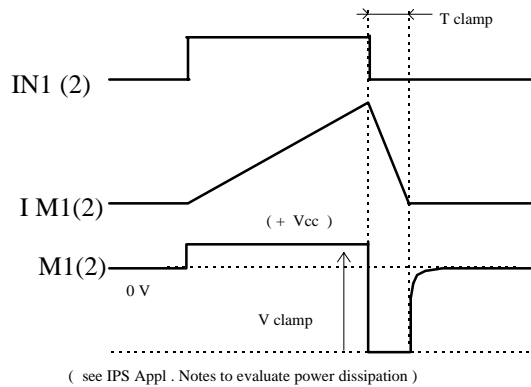 T clamp
IN1 (2)
I M1(2)
( + Vcc )
M1(2)
0 V
V clamp
( see IPS Appl . Notes to evaluate power dissipation )